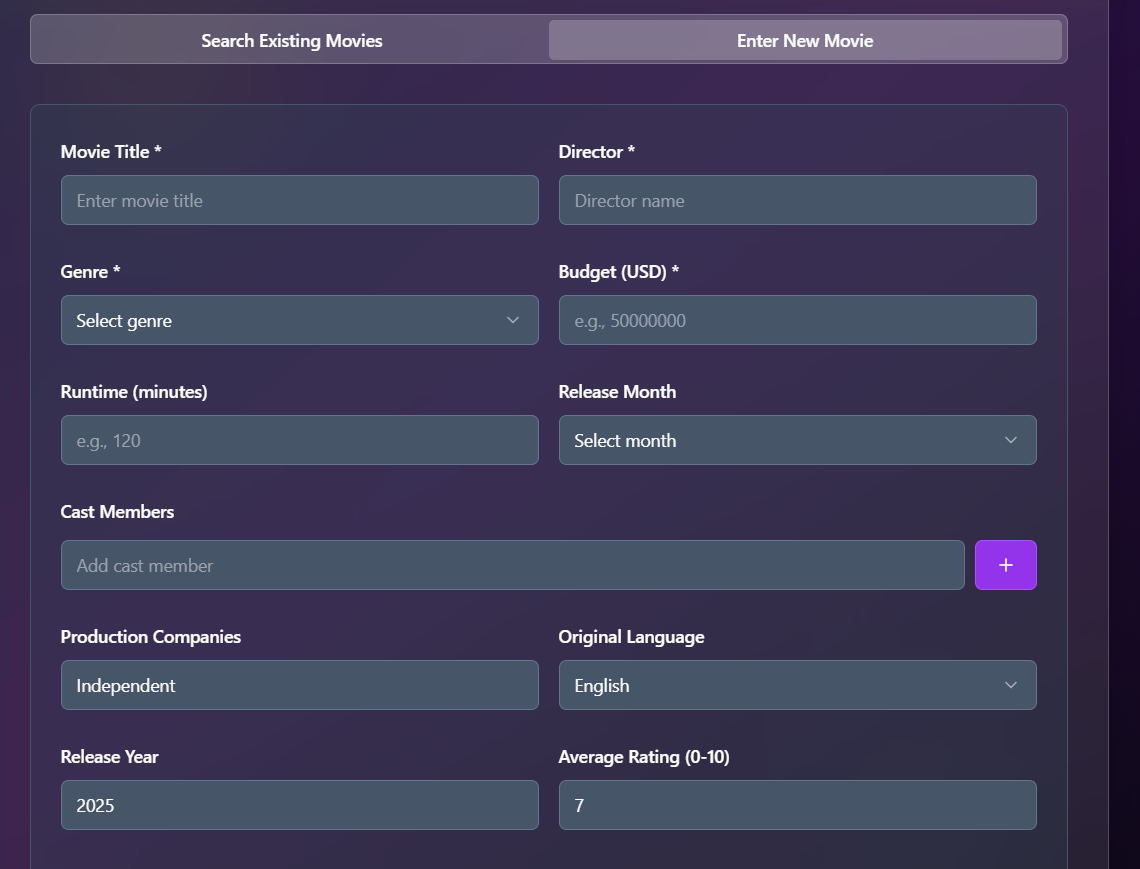 Search Existing Movies
Enter New Movie
Movie Title *
Director *
Enter movie title
Director name
Genre *
Budget (USD) *
Select genre
e.g., 50000000
Runtime (minutes)
Release Month
e.g., 120
Select month
Cast Members
Add cast member
+
Production Companies
Original Language
Independent
English
Release Year
Average Rating (0-10)
2025
7